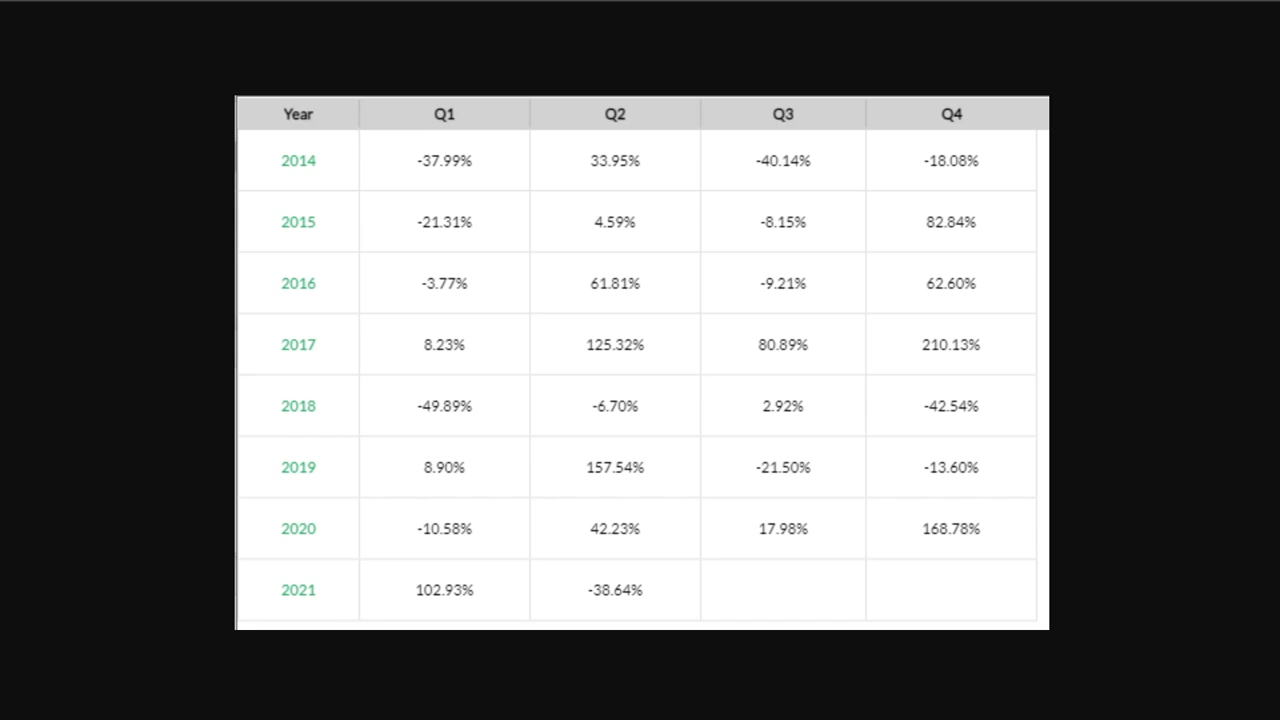 Year Q1 Q2 Q3 Q4
2014 -37.99% 33.95% -40.14% -18.08%
2015 -21.31% 4.59% -8.15% 82.84%
2016 -3.77% 61.81% -9.21% 62.60%
2017 8.23% 125.32% 80.89% 210.13%
2018 -49.89% -6.70% 2.92% -42.54%
2019 8.90% 157.54% -21.50% -13.60%
2020 -10.58% 42.23% 17.98% 168.78%
2021 102.93% -38.64%